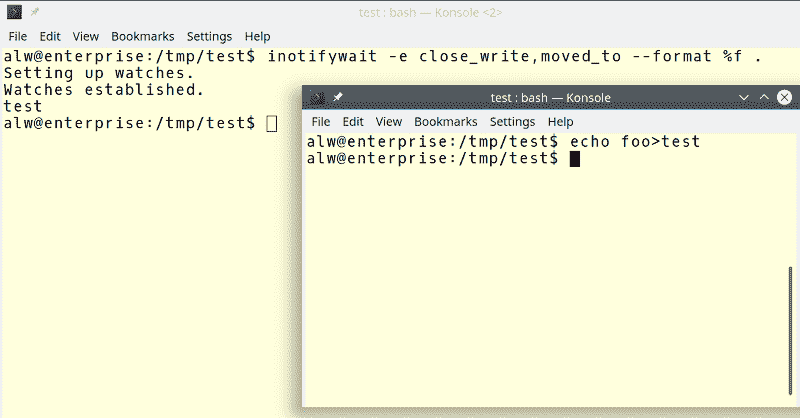 test : bash — Konsole <2>
File Edit View Bookmarks Settings Help
alw@enterprise:/tmp/test$ inotifywait -e close_write,moved_to --format %f .
Setting up watches.
Watches established.
test
alw@enterprise:/tmp/test$
test : bash — Konsole
File Edit View Bookmarks Settings Help
alw@enterprise:/tmp/test$ echo foo>test
alw@enterprise:/tmp/test$